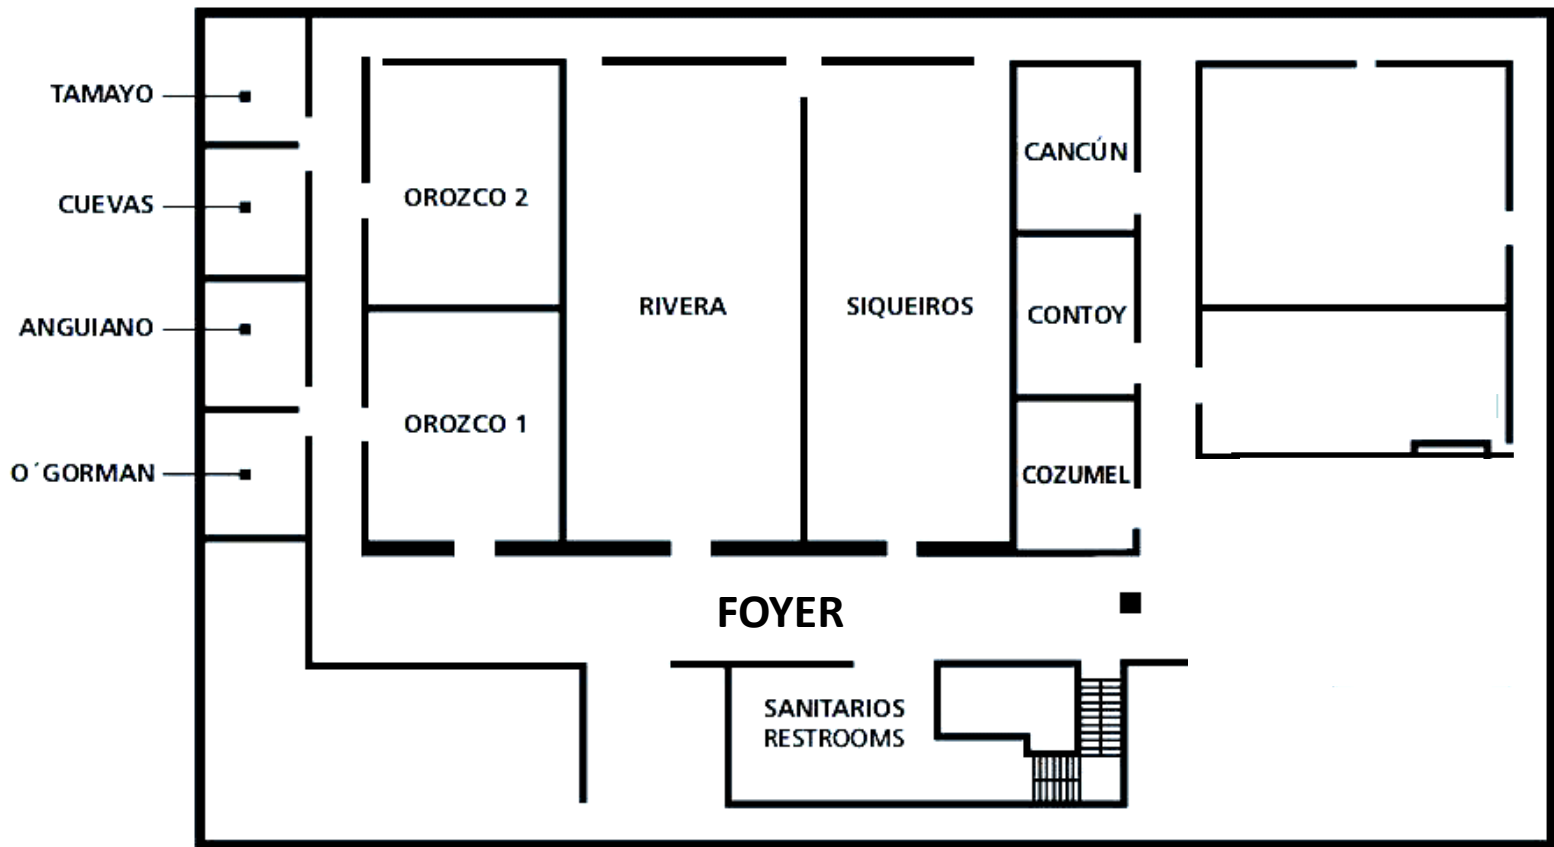 TAMAYO
CUEVAS
ANGUIANO
O´GORMAN
OROZCO 2
OROZCO 1
RIVERA
SIQUEIROS
CANCÚN
CONTOY
COZUMEL
FOYER
SANITARIOS
RESTROOMS